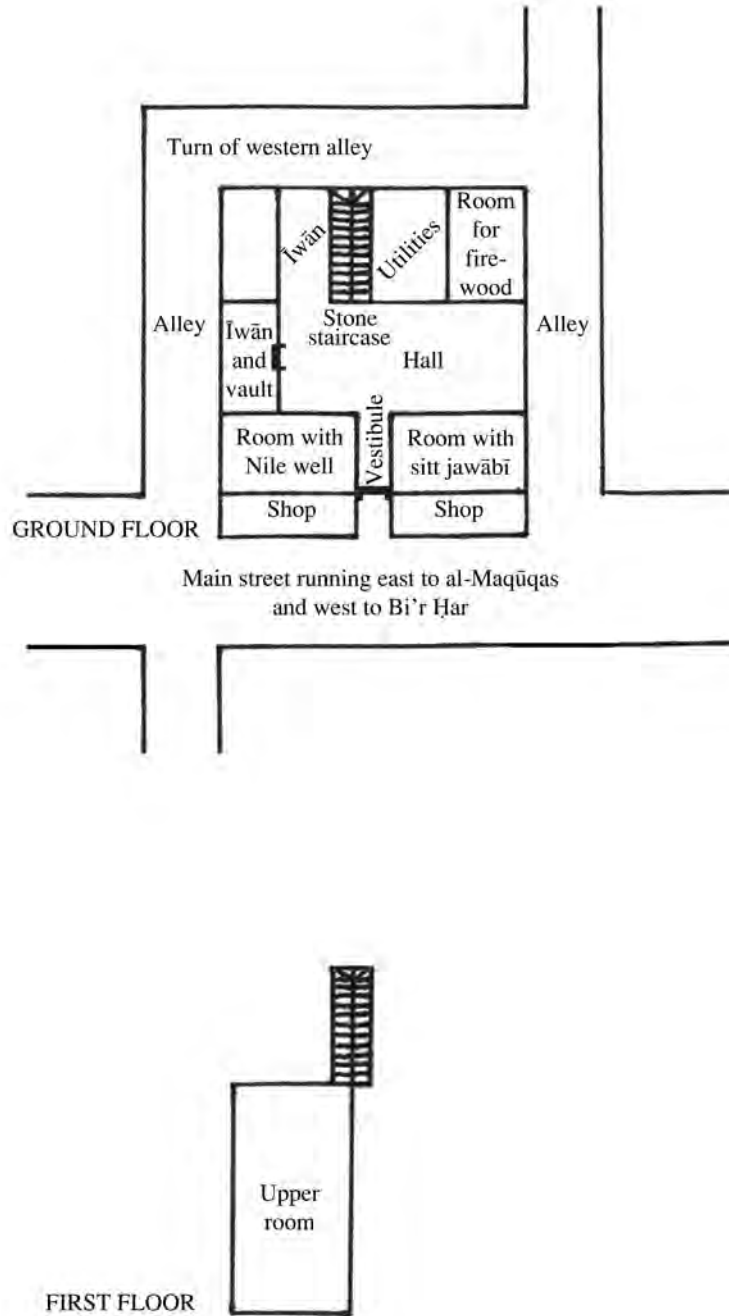 Turn of western alley
Īwān
Utilities
Room
for
fire-
wood
Alley
Īwān
and
vault
Stone
staircase
Hall
Alley
Room with
Nile well
Vestibule
Room with
sitt jawābī
Shop
Shop
GROUND FLOOR
Main street running east to al-Maqūqas
and west to Bi’r Ḥar
Upper
room
FIRST FLOOR